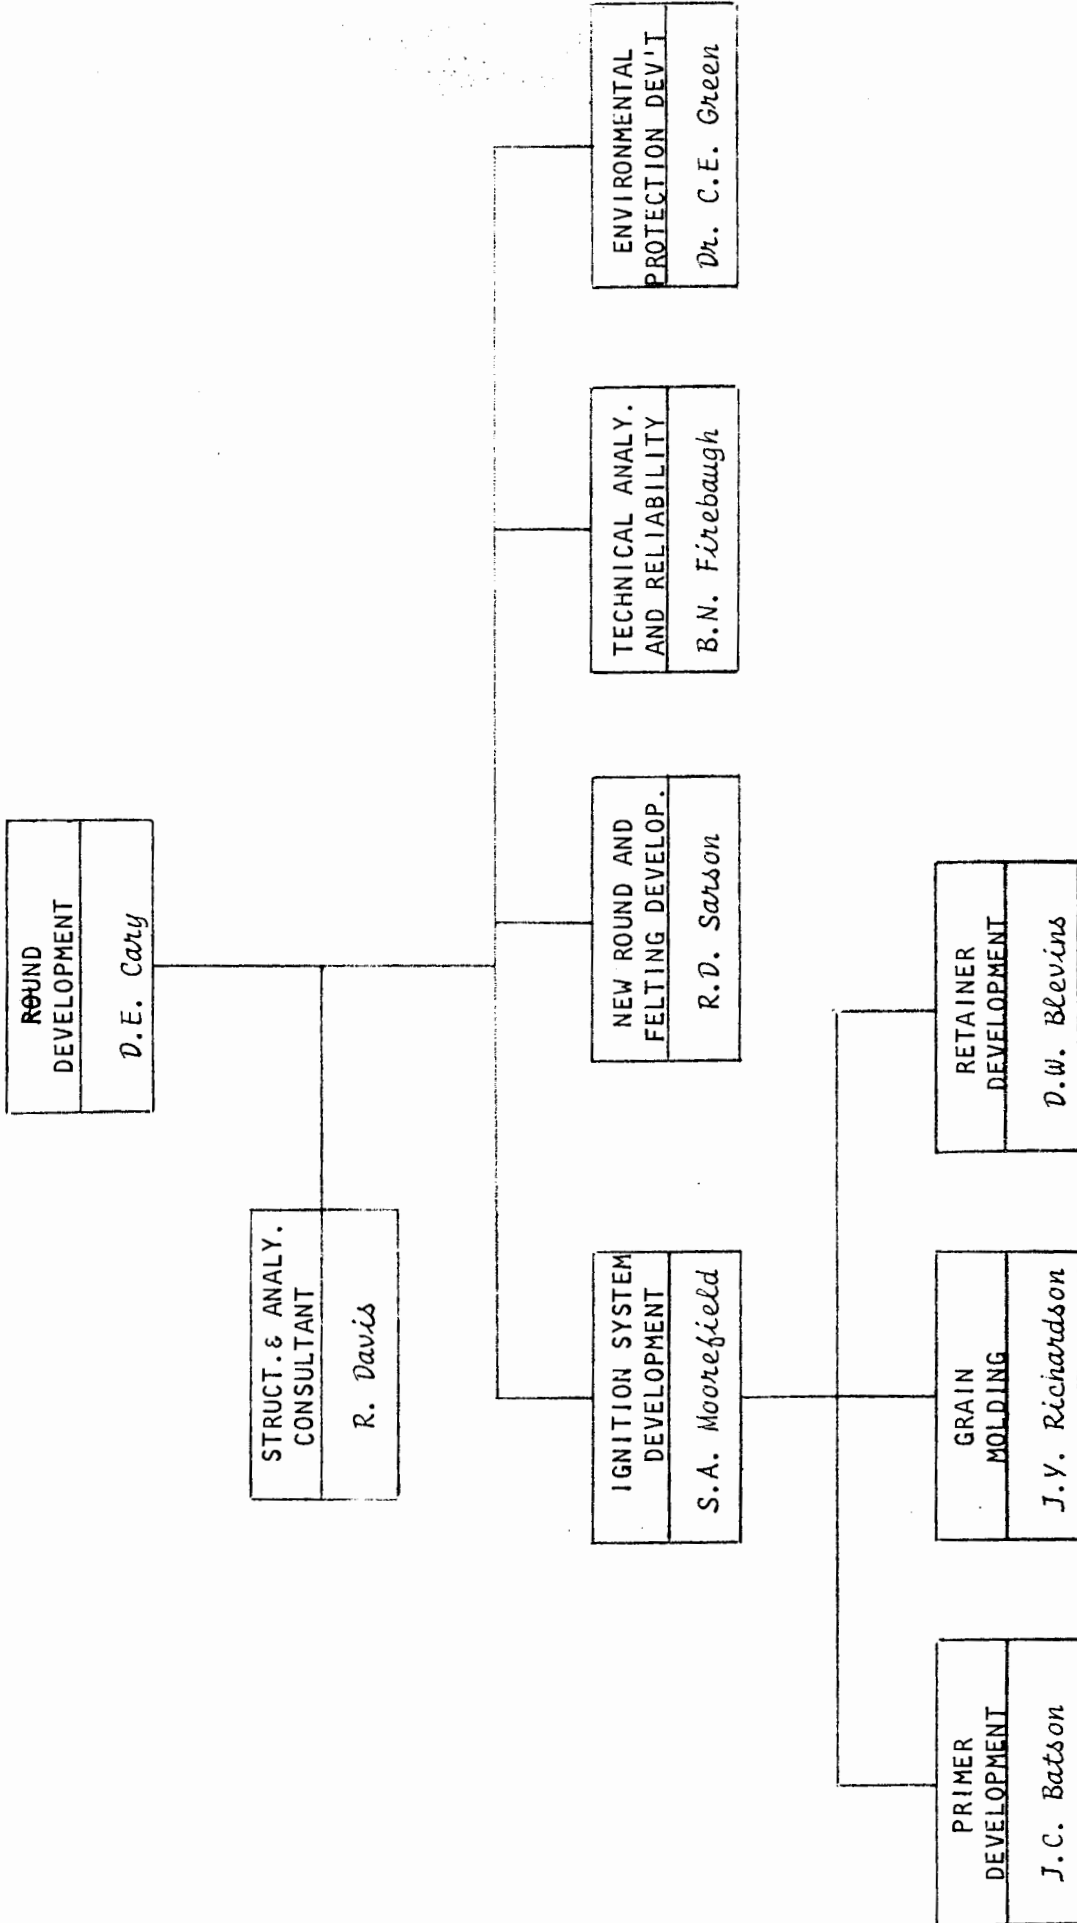 ROUND
DEVELOPMENT
D.E. Cary
STRUCT.& ANALY.
CONSULTANT
R. Davis
IGNITION SYSTEM
DEVELOPMENT
S.A. Moorefield
NEW ROUND AND
FELTING DEVELOP.
R.D. Sarson
TECHNICAL ANALY.
AND RELIABILITY
B.N. Firebaugh
ENVIRONMENTAL
PROTECTION DEV'T
Dr. C.E. Green
PRIMER
DEVELOPMENT
J.C. Batson
GRAIN
MOLDING
J.Y. Richardson
RETAINER
DEVELOPMENT
D.W. Blevins